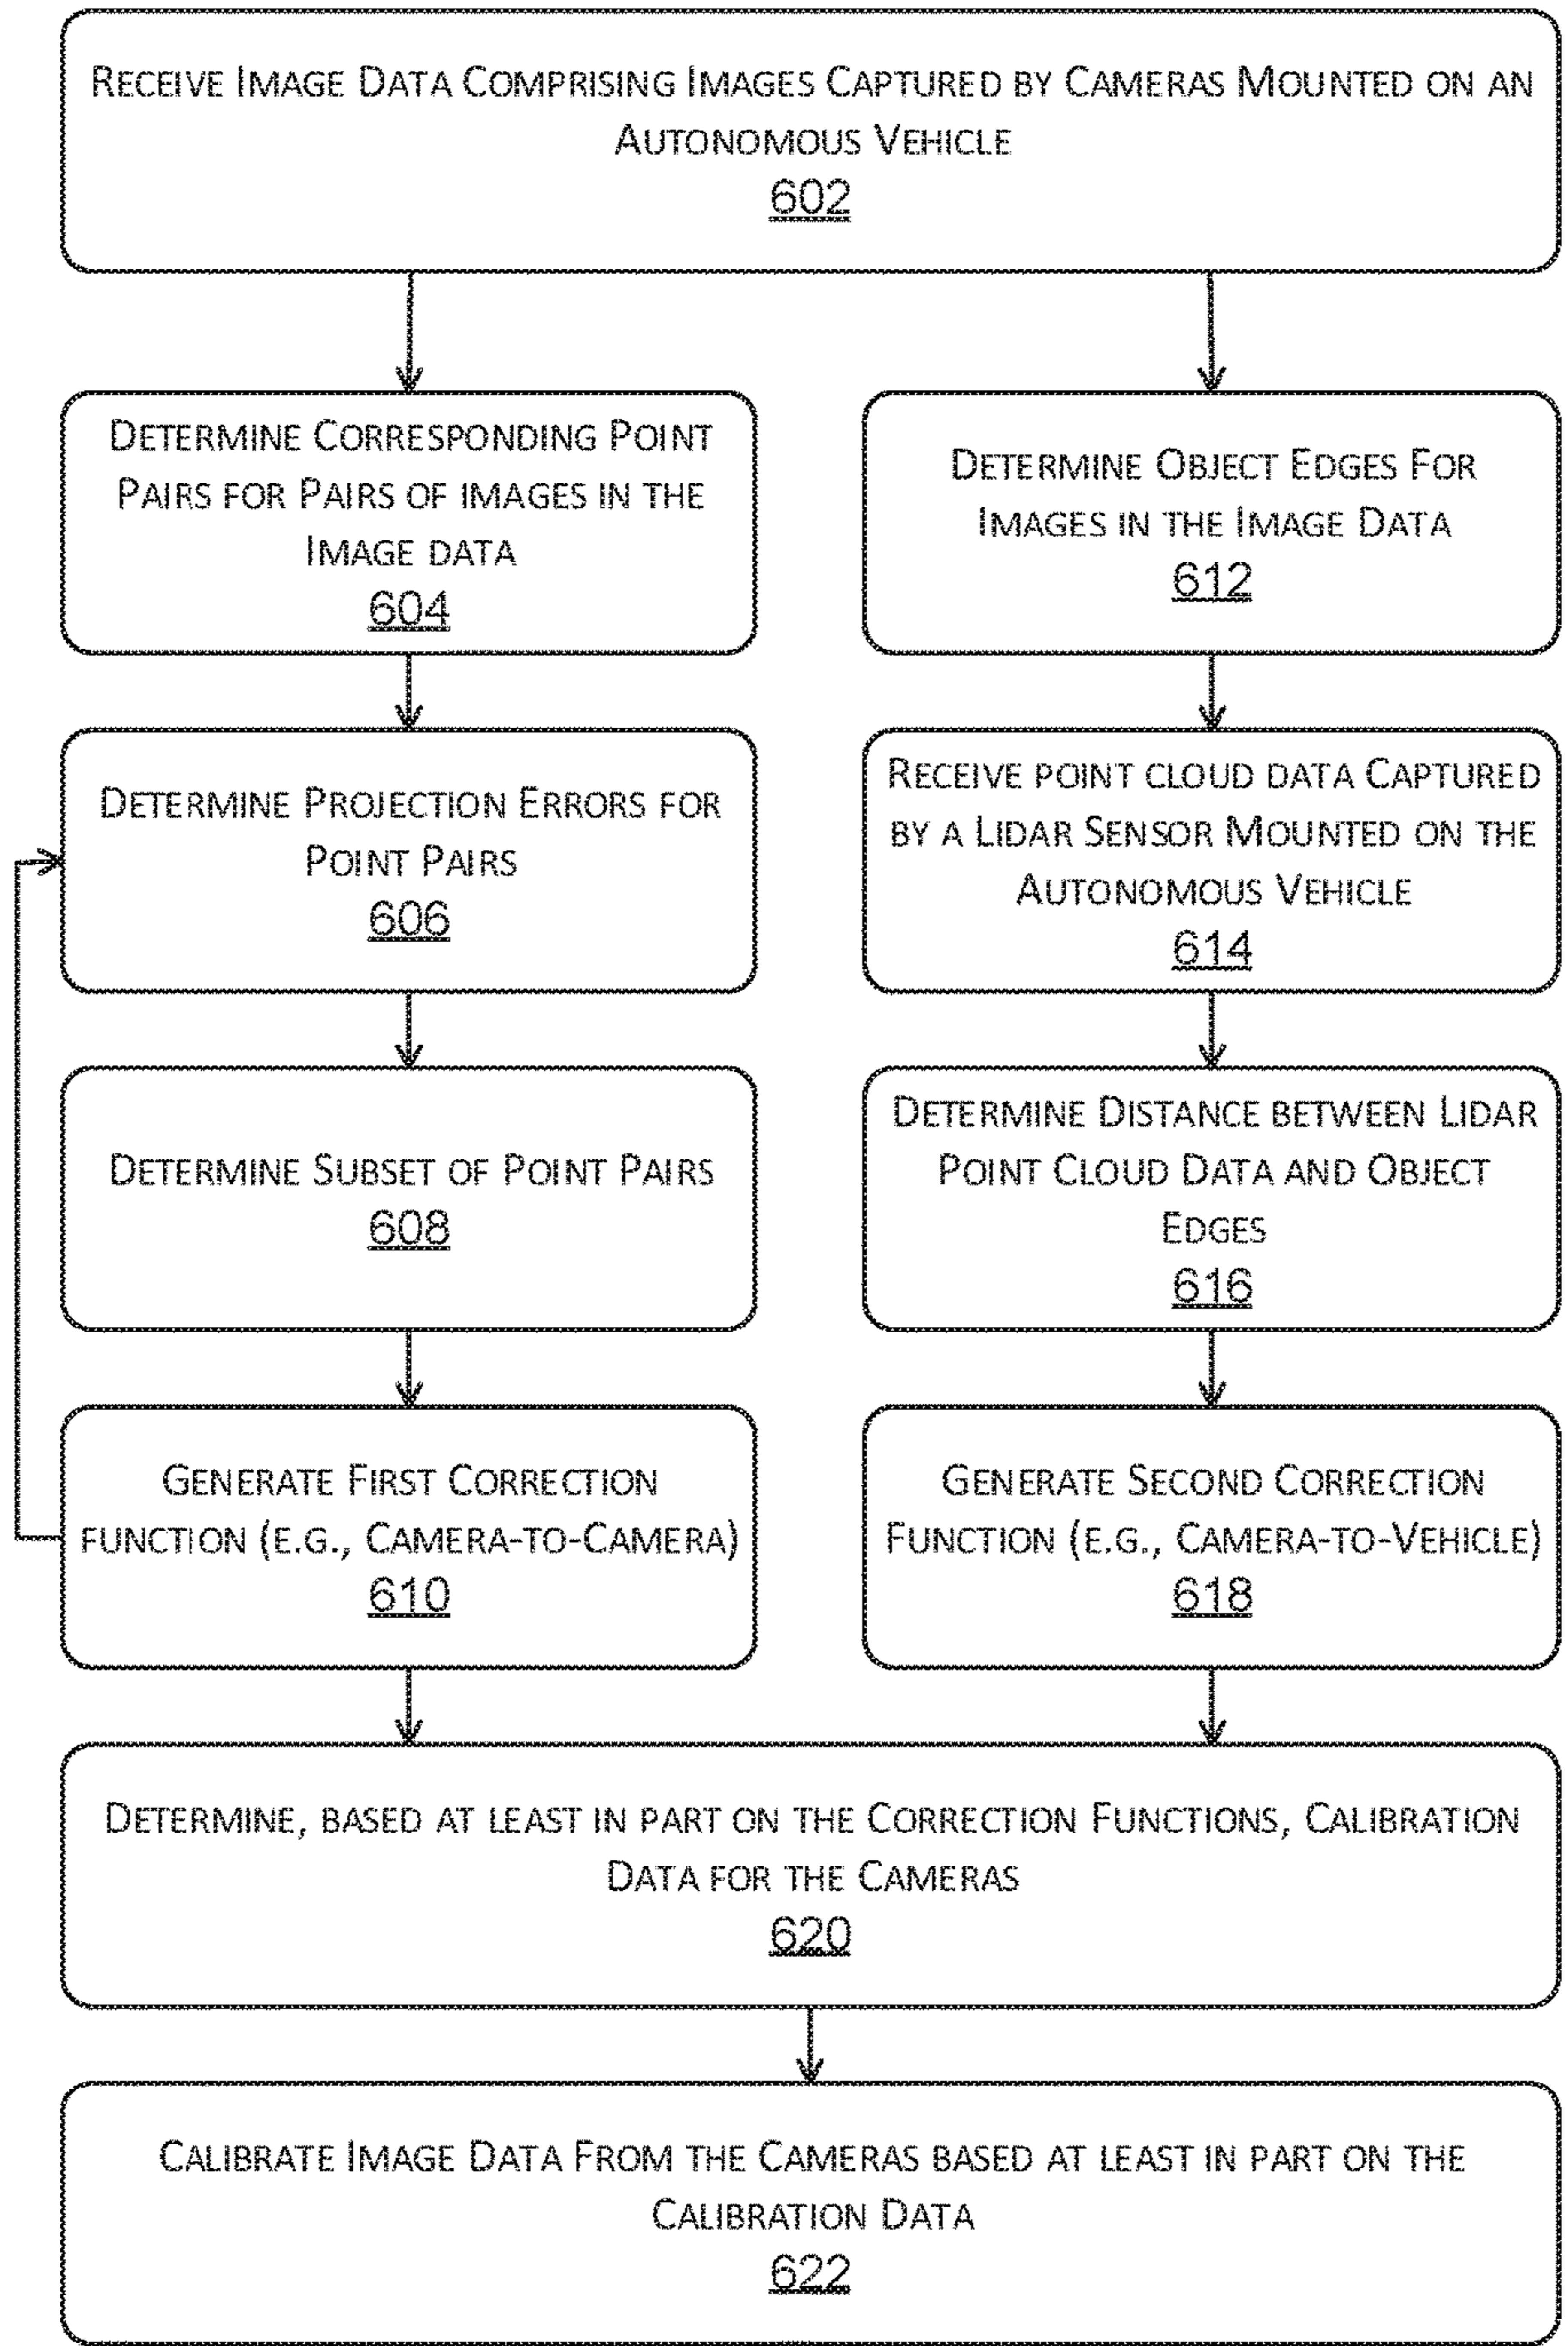 RECEIVE IMAGE DATA COMPRISING IMAGES CAPTURED BY CAMERAS MOUNTED ON AN
AUTONOMOUS VEHICLE
602
DETERMINE CORRESPONDING POINT
PAIRS FOR PAIRS OF IMAGES IN THE
IMAGE DATA
604
DETERMINE PROJECTION ERRORS FOR
POINT PAIRS
606
DETERMINE SUBSET OF POINT PAIRS
608
GENERATE FIRST CORRECTION
FUNCTION (E.G., CAMERA-TO-CAMERA)
610
DETERMINE OBJECT EDGES FOR
IMAGES IN THE IMAGE DATA
612
RECEIVE POINT CLOUD DATA CAPTURED
BY A LIDAR SENSOR MOUNTED ON THE
AUTONOMOUS VEHICLE
614
DETERMINE DISTANCE BETWEEN LIDAR
POINT CLOUD DATA AND OBJECT
EDGES
616
GENERATE SECOND CORRECTION
FUNCTION (E.G., CAMERA-TO-VEHICLE)
618
DETERMINE, BASED AT LEAST IN PART ON THE CORRECTION FUNCTIONS, CALIBRATION
DATA FOR THE CAMERAS
620
CALIBRATE IMAGE DATA FROM THE CAMERAS BASED AT LEAST IN PART ON THE
CALIBRATION DATA
622